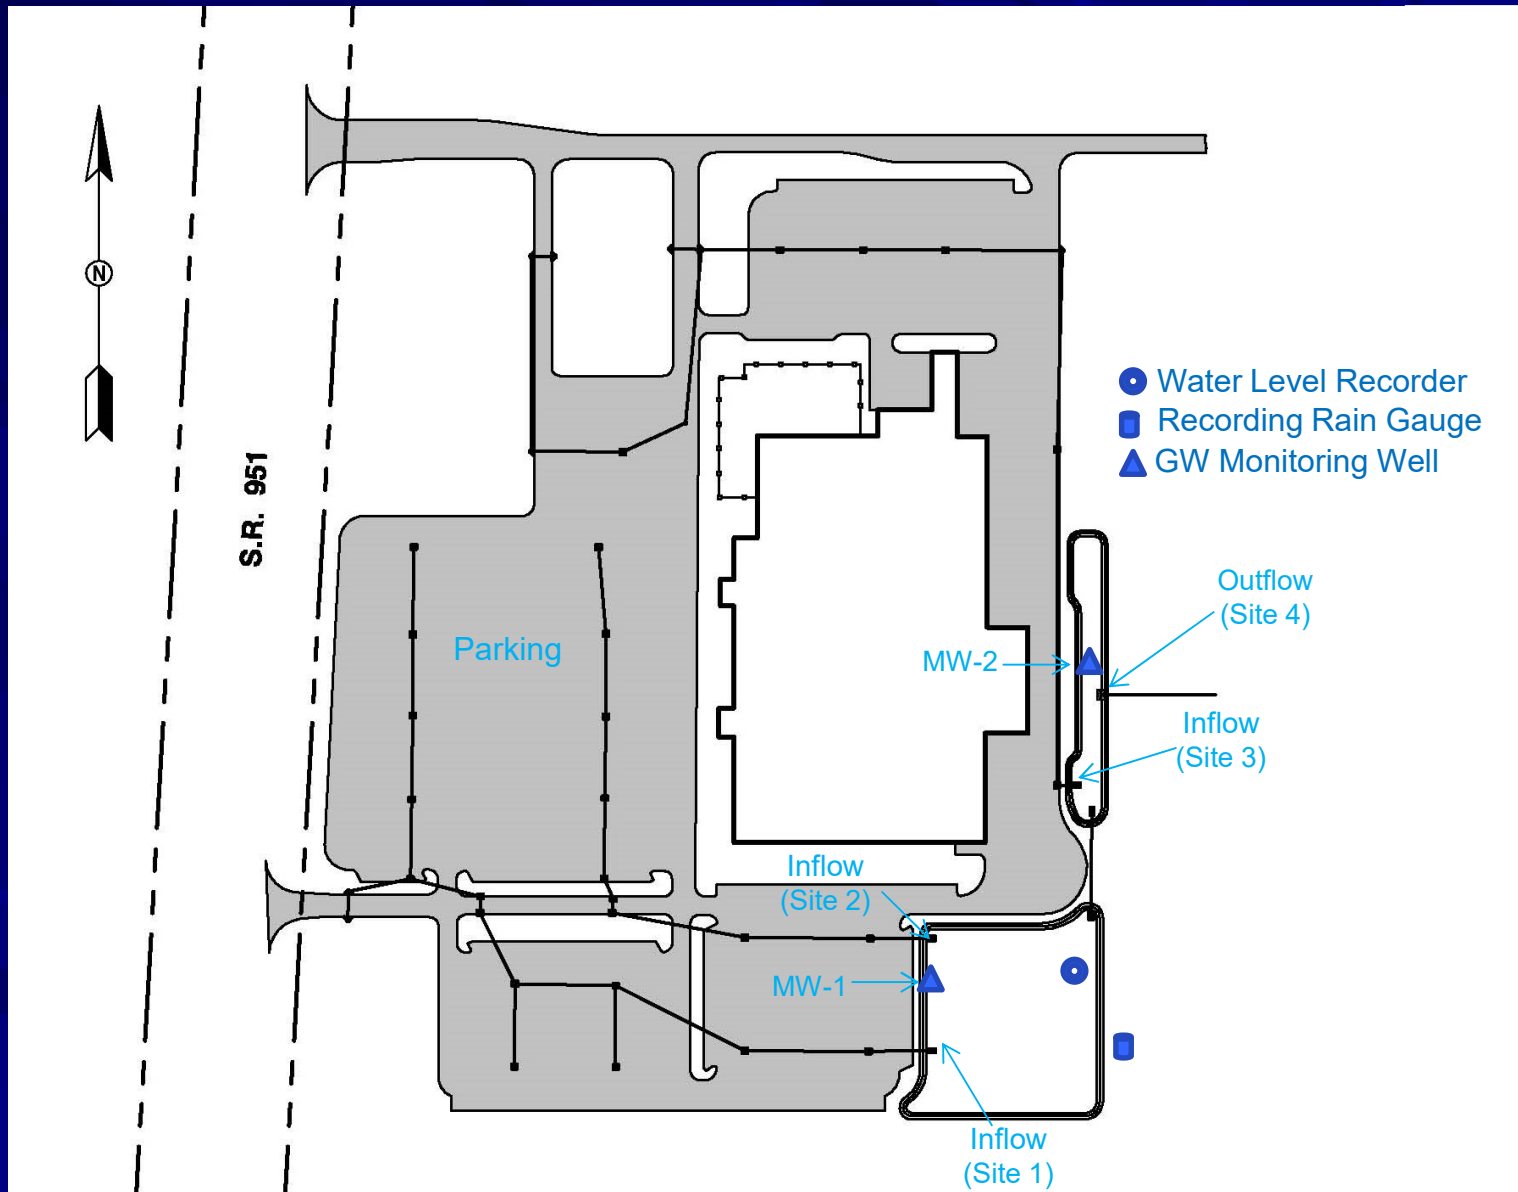 N
S.R. 951
Water Level Recorder
Recording Rain Gauge
GW Monitoring Well
Outflow
(Site 4)
Parking
MW-2
Inflow
(Site 3)
Inflow
(Site 2)
MW-1
Inflow
(Site 1)